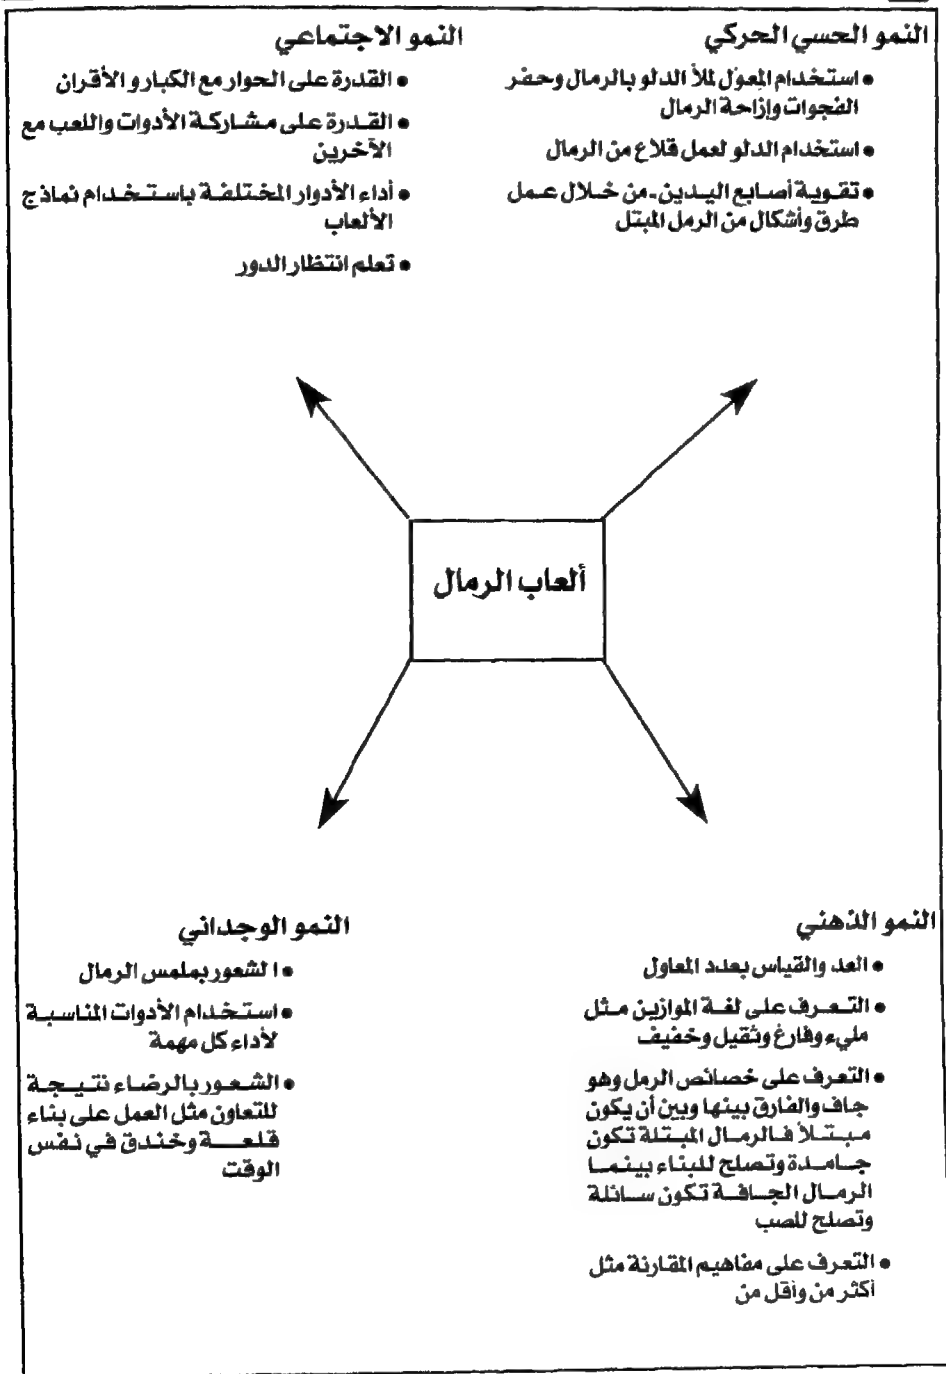 النمو الحسي الحركي
• استخدام المِعوَل لملأ الدلو بالرمال وحفر
الفجوات وإزاحة الرمال
• استخدام الدلو لعمل قلاع من الرمال
• تقوية أصابع اليدين-من خلال عمل
طرق وأشكال من الرمل المبتل
النمو الاجتماعي
• القدرة على الحوار مع الكبار و الأقران
• القدرة على مشاركة الأدوات واللعب مع
الآخرين
• أداء الأدوار المختلفة باستخدام نماذج
الألعاب
• تعلم انتظار الدور
ألعاب الرمال
النمو الذهني
• العد والقياس بعدد المعاول
• التعرف على لغة الموازين مثل
مليء وفارغ وثقيل وخفيف
• التعرف على خصائص الرمل وهو
جاف والفارق بينها وبين أن يكون
مبتلاً فالرمال المبتلة تكون
جامدة وتصلح للبناء بينما
الرمال الجافة تكون سائلة
وتصلح للصب
• التعرف على مفاهيم المقارنة مثل
أكثر من وأقل من
النمو الوجداني
• الشعور بملمس الرمال
• استخدام الأدوات المناسبة
لأداء كل مهمة
• الشعور بالرضاء نتيجة
للتعاون مثل العمل على بناء
قلعة وخندق في نفس
الوقت